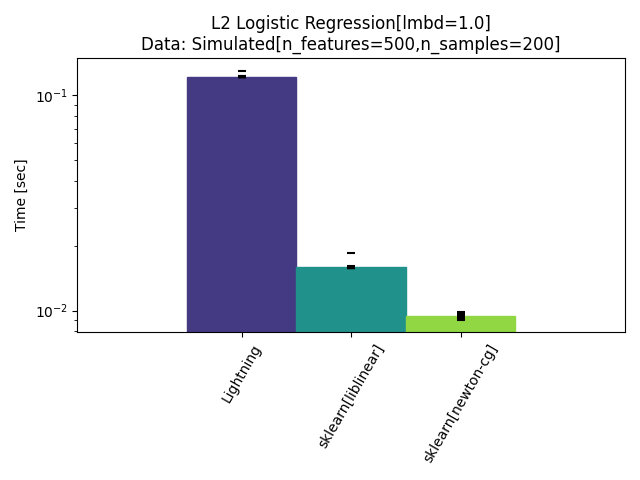 L2 Logistic Regression[lmbd=1.0]
Data: Simulated[n_features=500,n_samples=200]
Time [sec]
10⁻¹
10⁻²
Lightning
sklearn[liblinear]
sklearn[newton-cg]